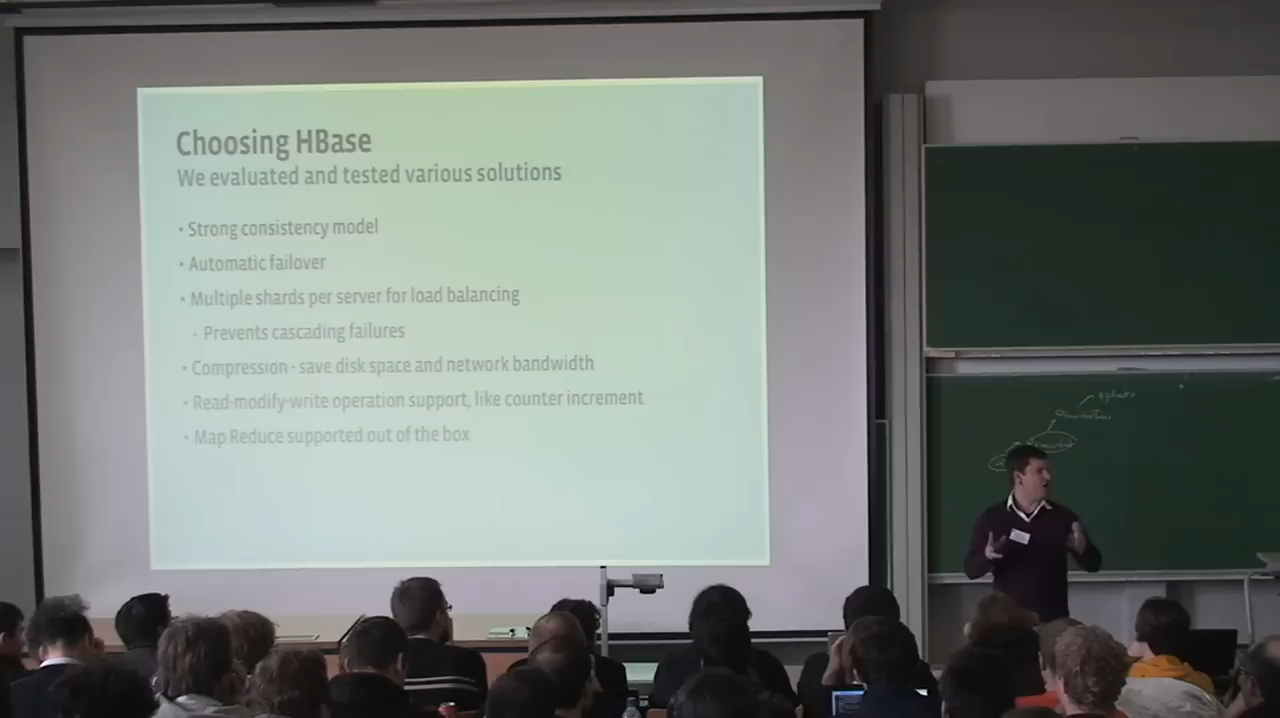 Choosing HBase
We evaluated and tested various solutions
• Strong consistency model
• Automatic failover
• Multiple shards per server for load balancing
• Prevents cascading failures
• Compression - save disk space and network bandwidth
• Read-modify-write operation support, like counter increment
• Map Reduce supported out of the box